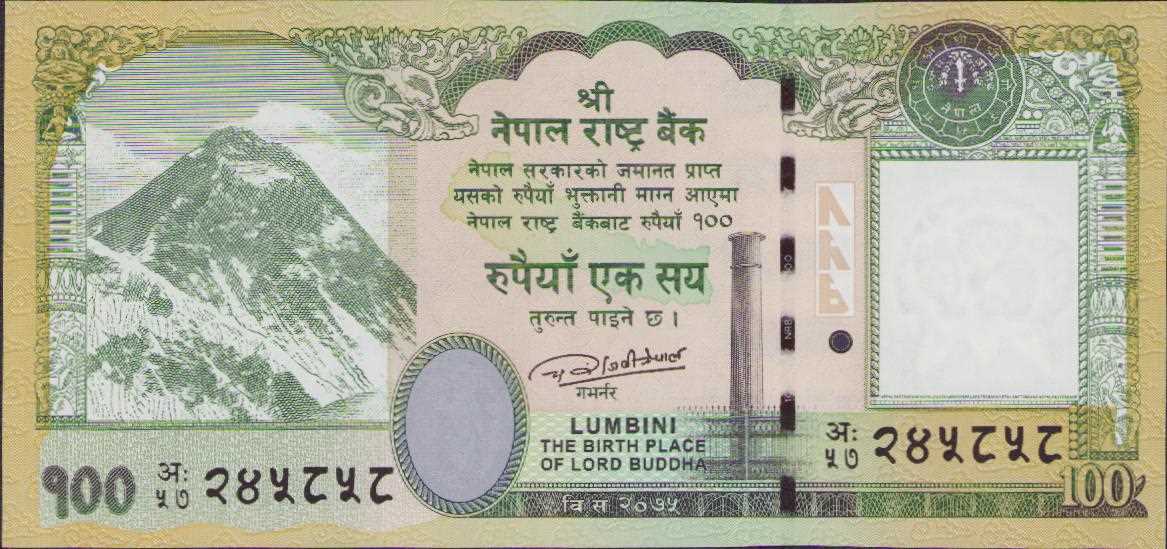 श्री
नेपाल राष्ट्र बैंक
नेपाल सरकारको जमानत प्राप्त
यसको रुपैयाँ भुक्तानी माग्न आएमा
नेपाल राष्ट्र बैंकबाट रुपैयाँ १००
रुपैयाँ एक सय
तुरुन्त पाइने छ ।
गभर्नर
LUMBINI
THE BIRTH PLACE
OF LORD BUDDHA
वि सं २०७५
१००
अ:
५७ २४५८५८
अ:
५७ २४५८५८
100
NRB